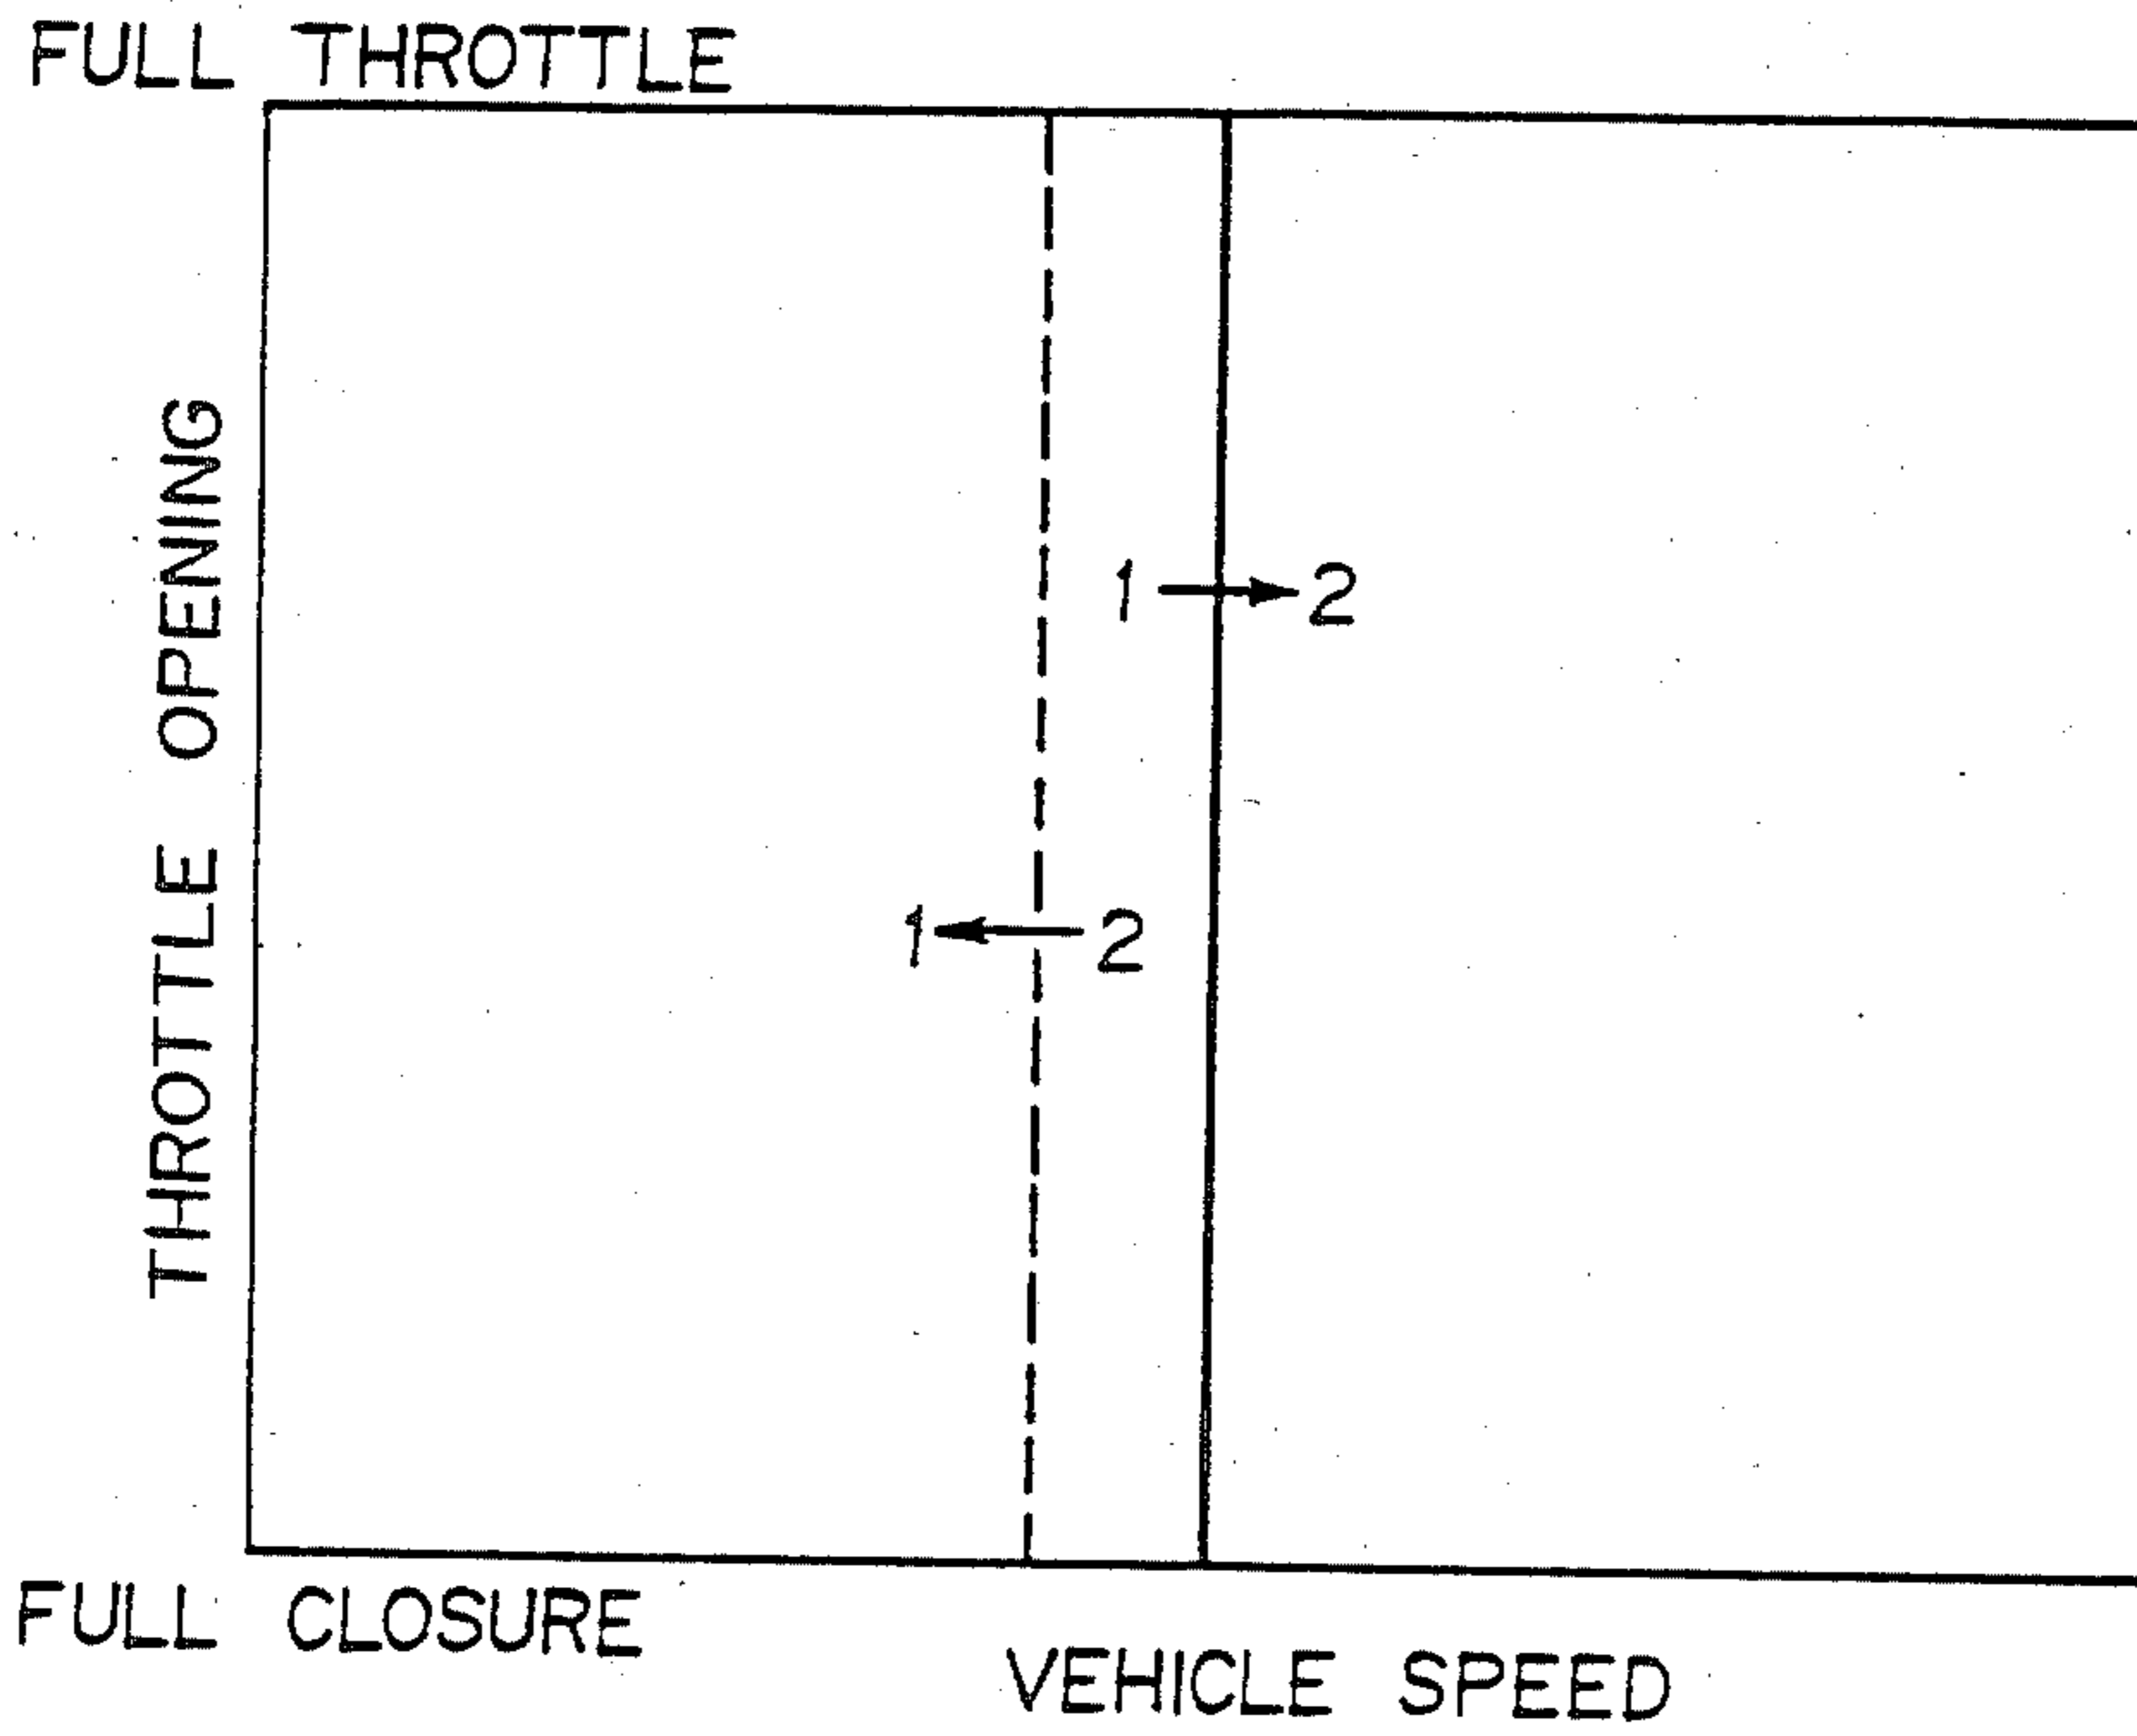 FULL THROTTLE
THROTTLE OPENING
1 2
1 2
FULL CLOSURE
VEHICLE SPEED